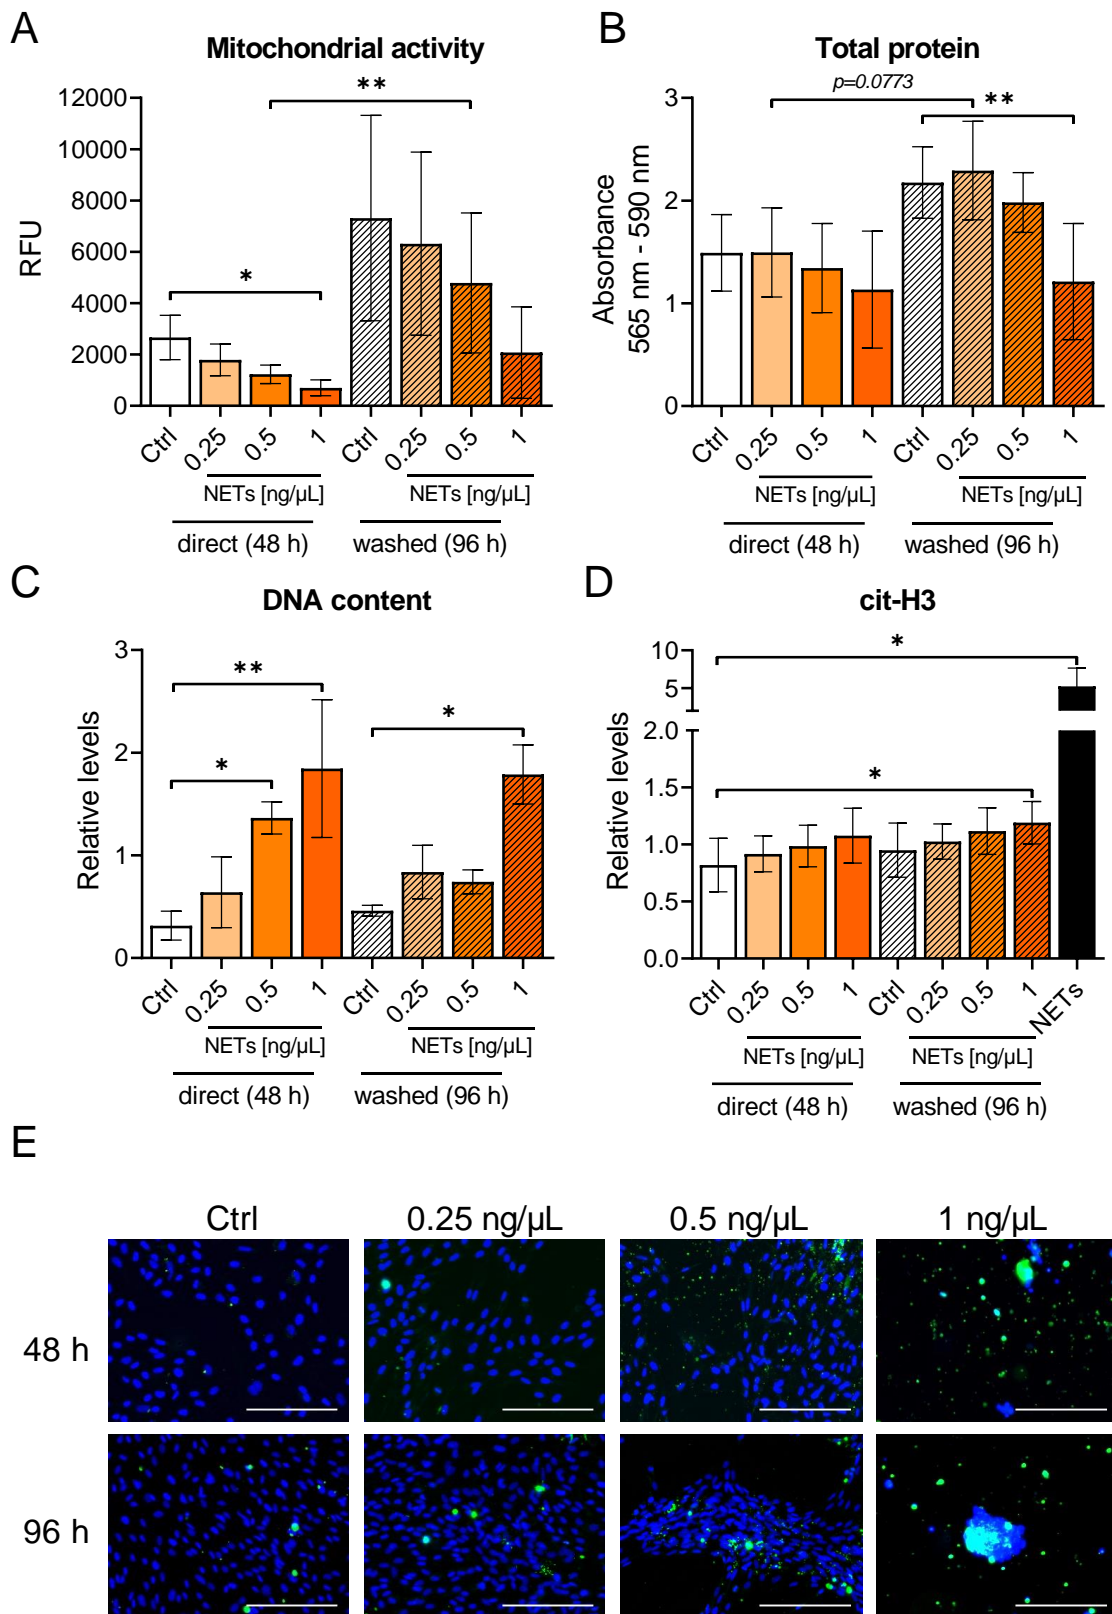 A
Mitochondrial activity
**
12000
10000
8000
6000
4000
2000
0
RFU
*
Ctrl
0.25
0.5
1
Ctrl
0.25
0.5
1
NETs [ng/µL]
NETs [ng/µL]
direct (48 h)
washed (96 h)
B
Total protein
p=0.0773
**
3
2
1
0
Absorbance
565 nm - 590 nm
Ctrl
0.25
0.5
1
Ctrl
0.25
0.5
1
NETs [ng/µL]
NETs [ng/µL]
direct (48 h)
washed (96 h)
C
DNA content
3
2
1
0
Relative levels
**
*
*
Ctrl
0.25
0.5
1
Ctrl
0.25
0.5
1
NETs [ng/µL]
NETs [ng/µL]
direct (48 h)
washed (96 h)
D
cit-H3
*
10
5
2.0
1.5
1.0
0.5
0.0
Relative levels
*
Ctrl
0.25
0.5
1
Ctrl
0.25
0.5
1
NETs
NETs [ng/µL]
NETs [ng/µL]
direct (48 h)
washed (96 h)
E
Ctrl
0.25 ng/µL
0.5 ng/µL
1 ng/µL
48 h
96 h